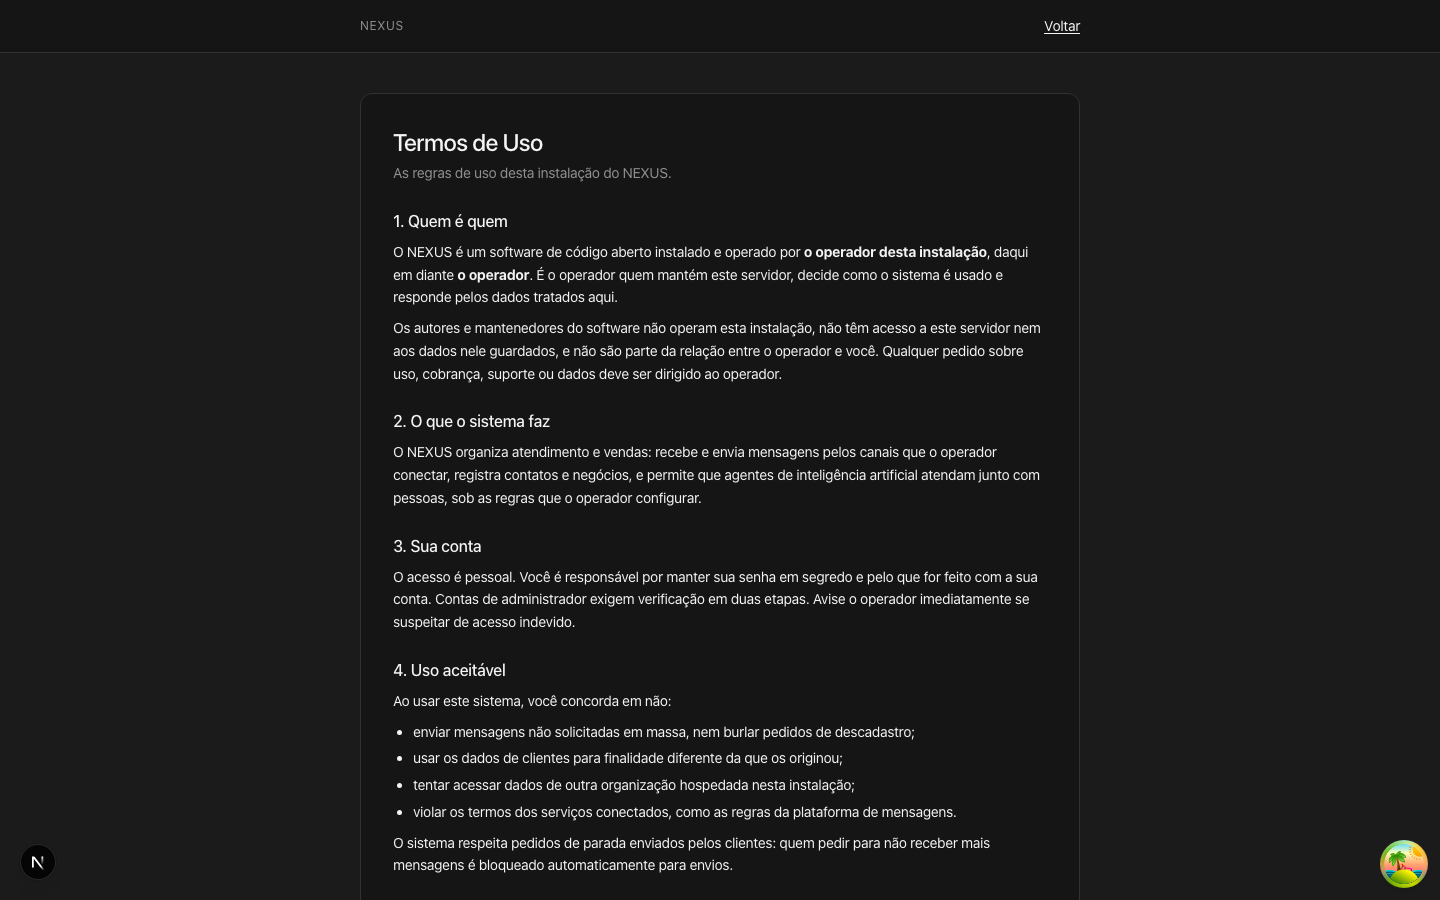 NEXUS
Voltar
Termos de Uso
As regras de uso desta instalação do NEXUS.
1. Quem é quem
O NEXUS é um software de código aberto instalado e operado por o operador desta instalação, daqui
em diante o operador. É o operador quem mantém este servidor, decide como o sistema é usado e
responde pelos dados tratados aqui.
Os autores e mantenedores do software não operam esta instalação, não têm acesso a este servidor nem
aos dados nele guardados, e não são parte da relação entre o operador e você. Qualquer pedido sobre
uso, cobrança, suporte ou dados deve ser dirigido ao operador.
2. O que o sistema faz
O NEXUS organiza atendimento e vendas: recebe e envia mensagens pelos canais que o operador
conectar, registra contatos e negócios, e permite que agentes de inteligência artificial atendam junto com
pessoas, sob as regras que o operador configurar.
3. Sua conta
O acesso é pessoal. Você é responsável por manter sua senha em segredo e pelo que for feito com a sua
conta. Contas de administrador exigem verificação em duas etapas. Avise o operador imediatamente se
suspeitar de acesso indevido.
4. Uso aceitável
Ao usar este sistema, você concorda em não:
• enviar mensagens não solicitadas em massa, nem burlar pedidos de descadastro;
• usar os dados de clientes para finalidade diferente da que os originou;
• tentar acessar dados de outra organização hospedada nesta instalação;
• violar os termos dos serviços conectados, como as regras da plataforma de mensagens.
O sistema respeita pedidos de parada enviados pelos clientes: quem pedir para não receber mais
mensagens é bloqueado automaticamente para envios.
N